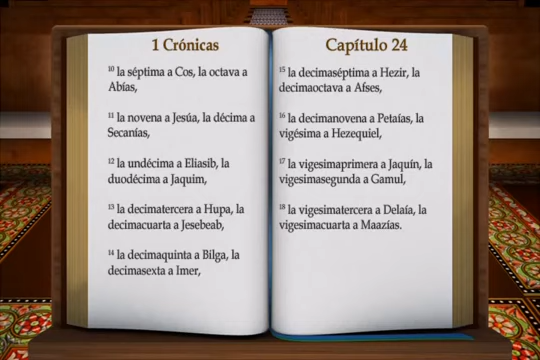 1 Crónicas
10 la séptima a Cos, la octava a
Abías,
11 la novena a Jesúa, la décima a
Secanías,
12 la undécima a Eliasib, la
duodécima a Jaquim,
13 la decimatercera a Hupa, la
decimacuarta a Jesebeab,
14 la decimaquinta a Bilga, la
decimasexta a Imer,
Capítulo 24
15 la decimaséptima a Hezir, la
decimaoctava a Afses,
16 la decimanovena a Petaías, la
vigésima a Hezequiel,
17 la vigesimaprimera a Jaquín, la
vigesimasegunda a Gamul,
18 la vigesimatercera a Delaía, la
vigesimacuarta a Maazías.